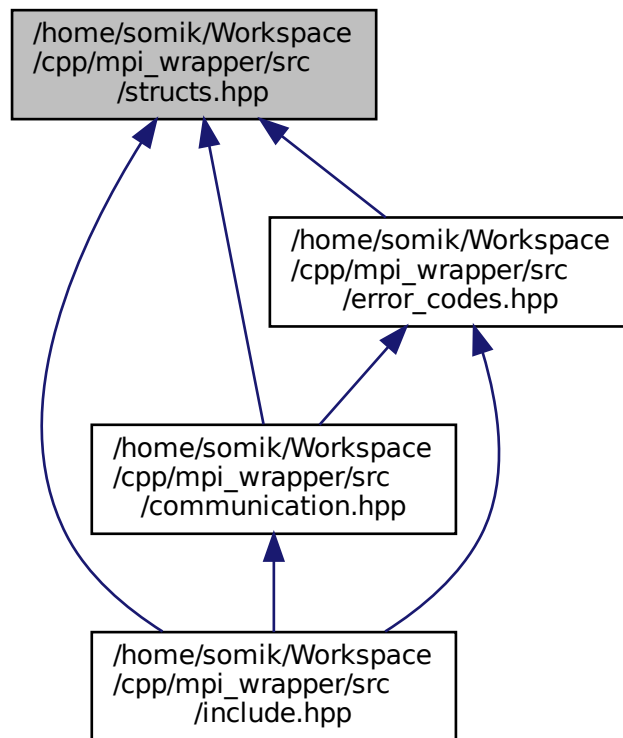 /home/somik/Workspace
/cpp/mpi_wrapper/src
/structs.hpp
/home/somik/Workspace
/cpp/mpi_wrapper/src
/error_codes.hpp
/home/somik/Workspace
/cpp/mpi_wrapper/src
/communication.hpp
/home/somik/Workspace
/cpp/mpi_wrapper/src
/include.hpp